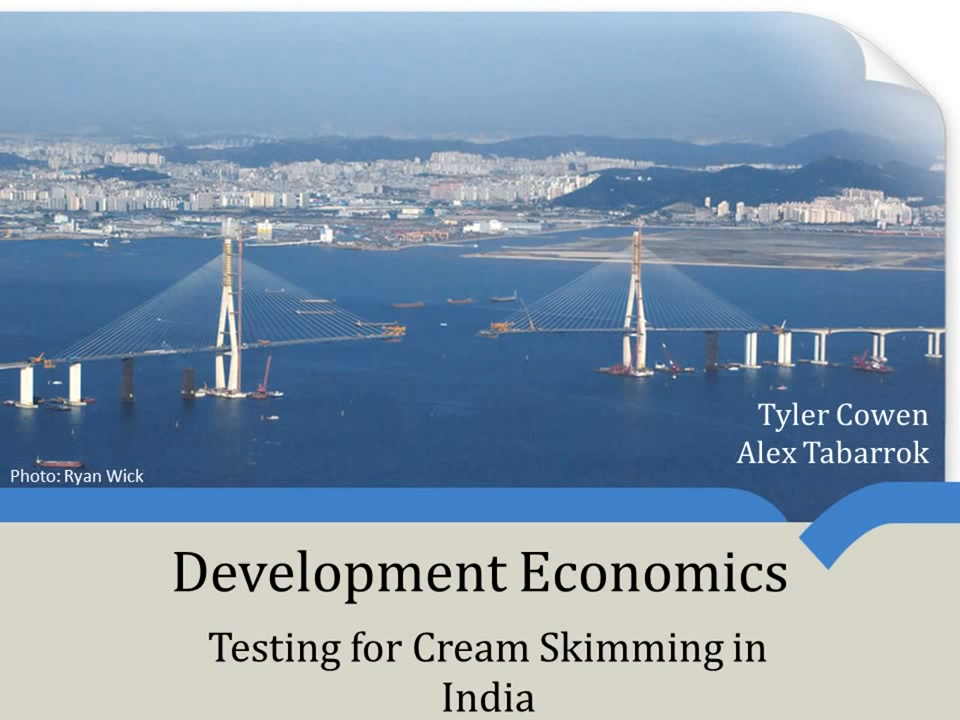 Tyler Cowen
Alex Tabarrok
Photo: Ryan Wick
Development Economics
Testing for Cream Skimming in
India